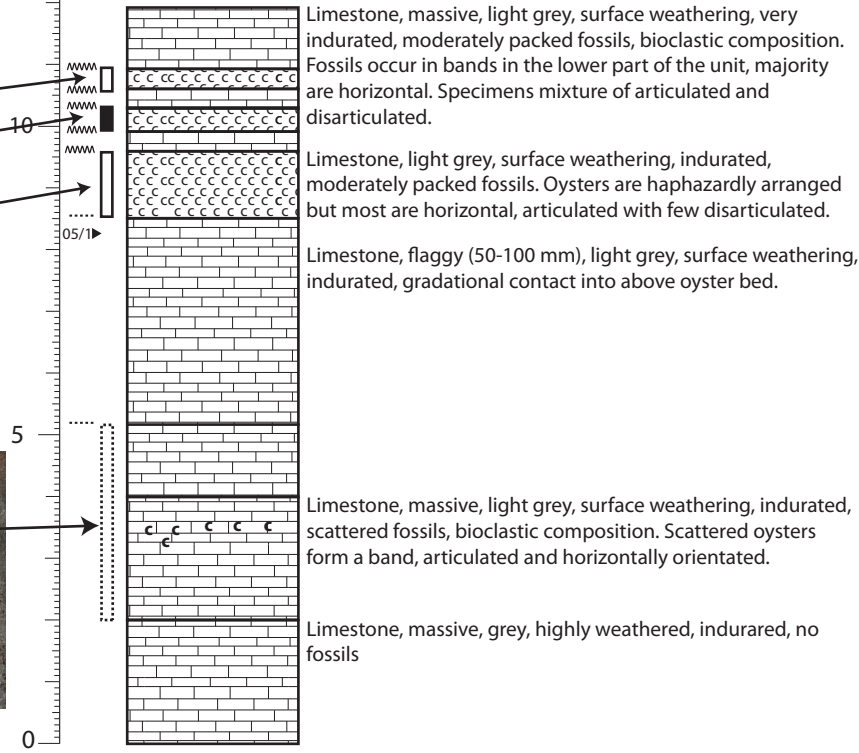 Limestone, massive, light grey, surface weathering, very
indurated, moderately packed fossils, bioclastic composition.
Fossils occur in bands in the lower part of the unit, majority
are horizontal. Specimens mixture of articulated and
disarticulated.
10
Limestone, light grey, surface weathering, indurated,
moderately packed fossils. Oysters are haphazardly arranged
but most are horizontal, articulated with few disarticulated.
05/1
Limestone, flaggy (50-100 mm), light grey, surface weathering,
indurated, gradational contact into above oyster bed.
5
Limestone, massive, light grey, surface weathering, indurated,
scattered fossils, bioclastic composition. Scattered oysters
form a band, articulated and horizontally orientated.
Limestone, massive, grey, highly weathered, indurared, no
fossils
0